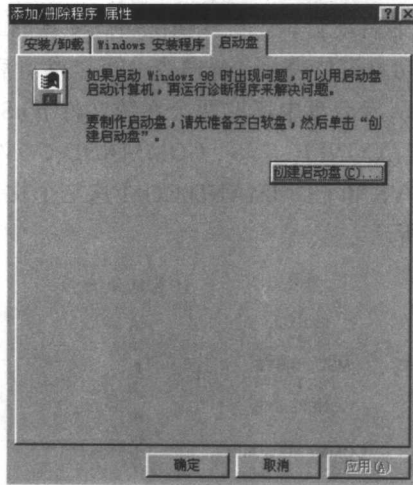 添加/删除程序 属性
安装/卸载 Windows 安装程序 启动盘
如果启动 Windows 98 时出现问题，可以用启动盘
启动计算机，再运行诊断程序来解决问题。
要制作启动盘，请先准备空白软盘，然后单击“创
建启动盘”。
创建启动盘(C)...
确定 取消 应用(A)